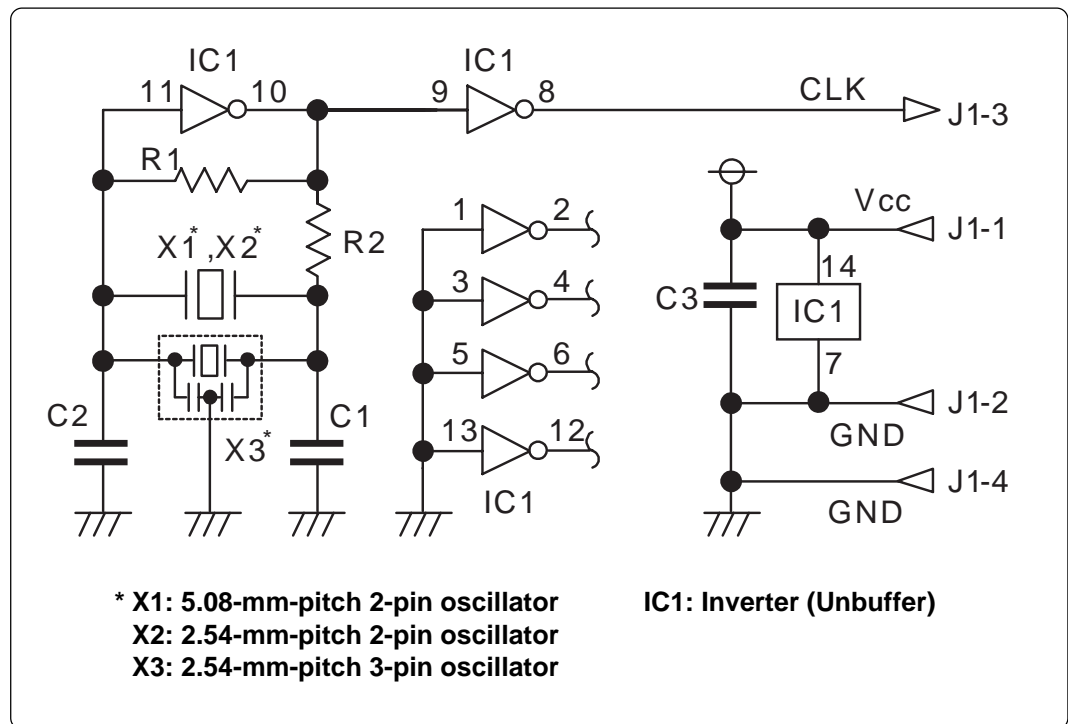 IC1
IC1
11
10
9
8
CLK
J1-3
R1
1
2
Vcc
J1-1
X1*,X2*
R2
3
4
14
C3
IC1
5
6
7
C2
C1
J1-2
X3*
13
12
GND
IC1
J1-4
GND
* X1: 5.08-mm-pitch 2-pin oscillator
IC1: Inverter (Unbuffer)
X2: 2.54-mm-pitch 2-pin oscillator
X3: 2.54-mm-pitch 3-pin oscillator